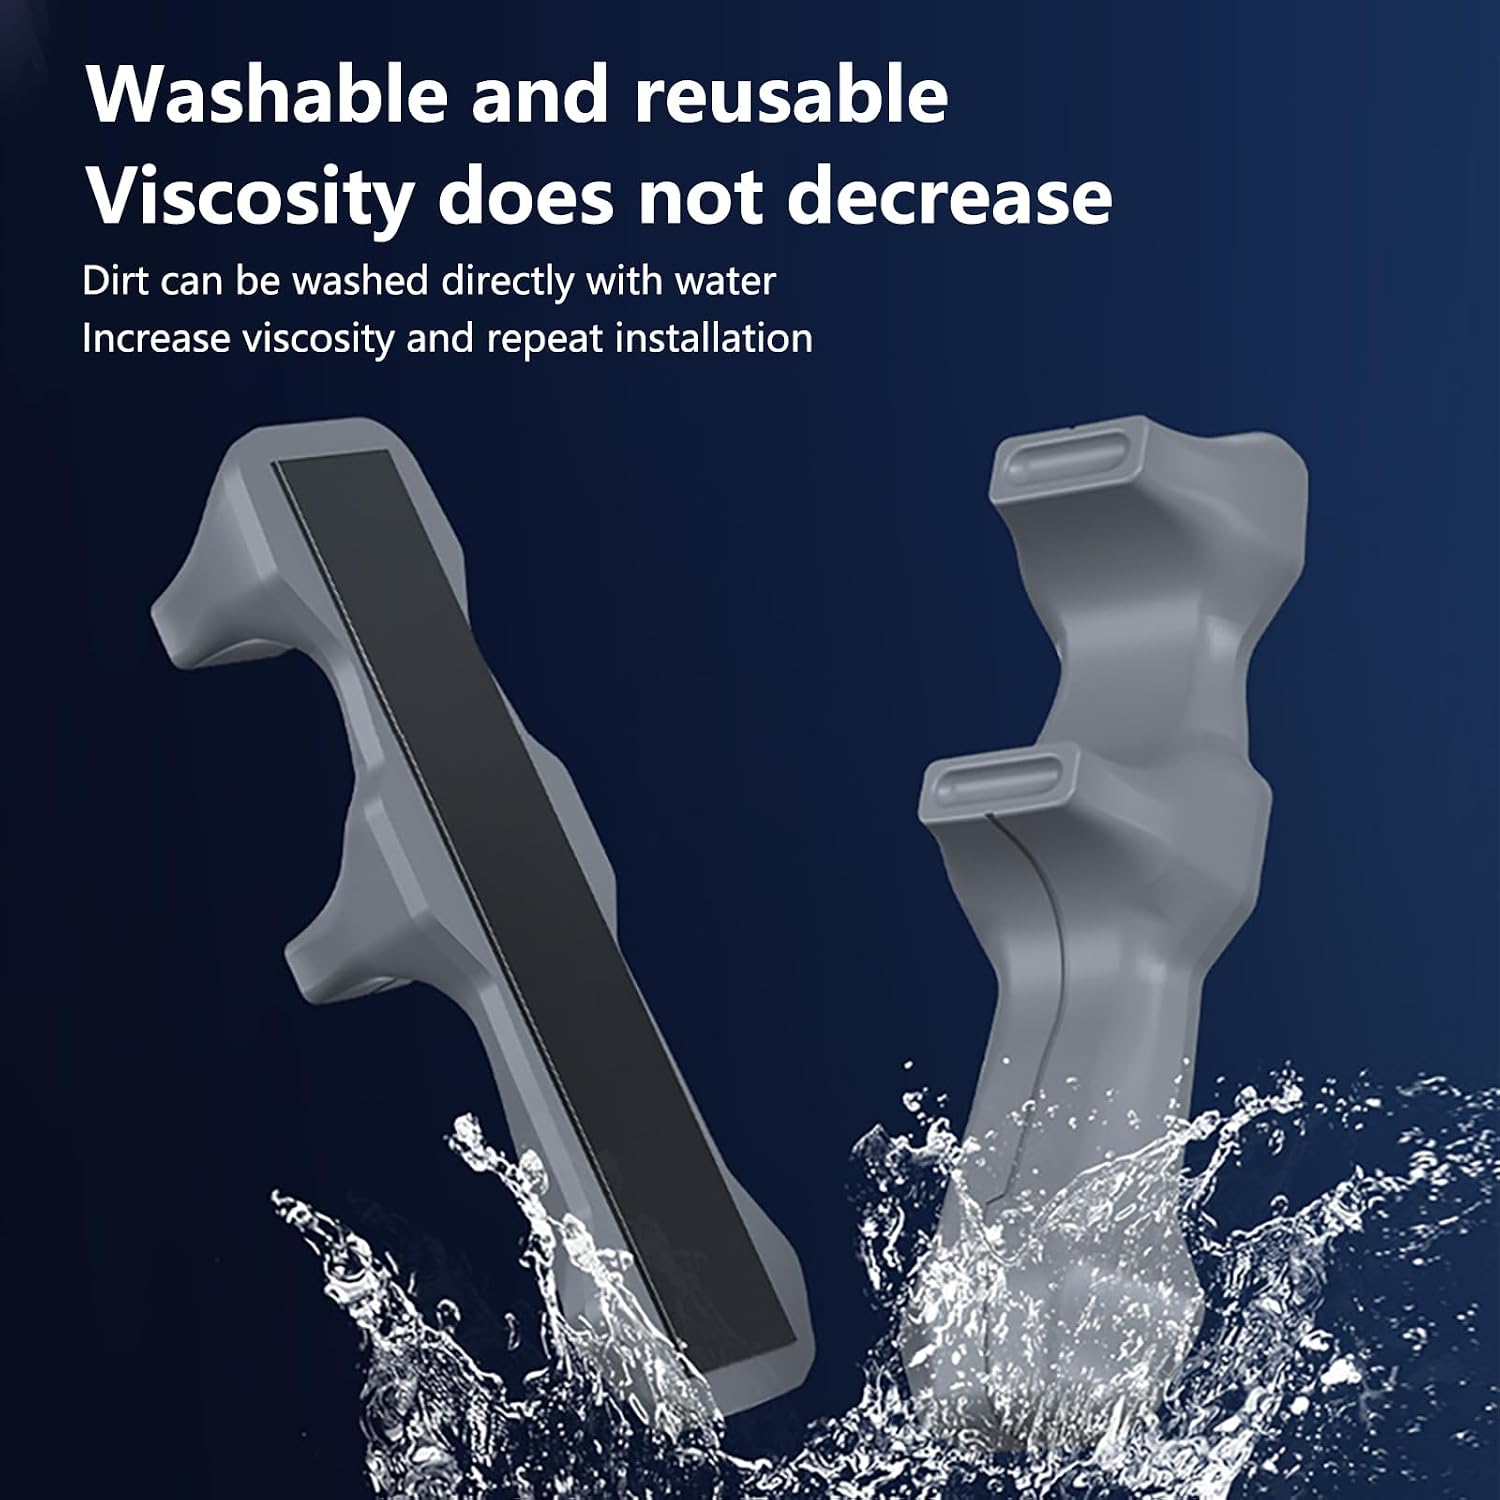 Washable and reusable
Viscosity does not decrease
Dirt can be washed directly with water
Increase viscosity and repeat installation